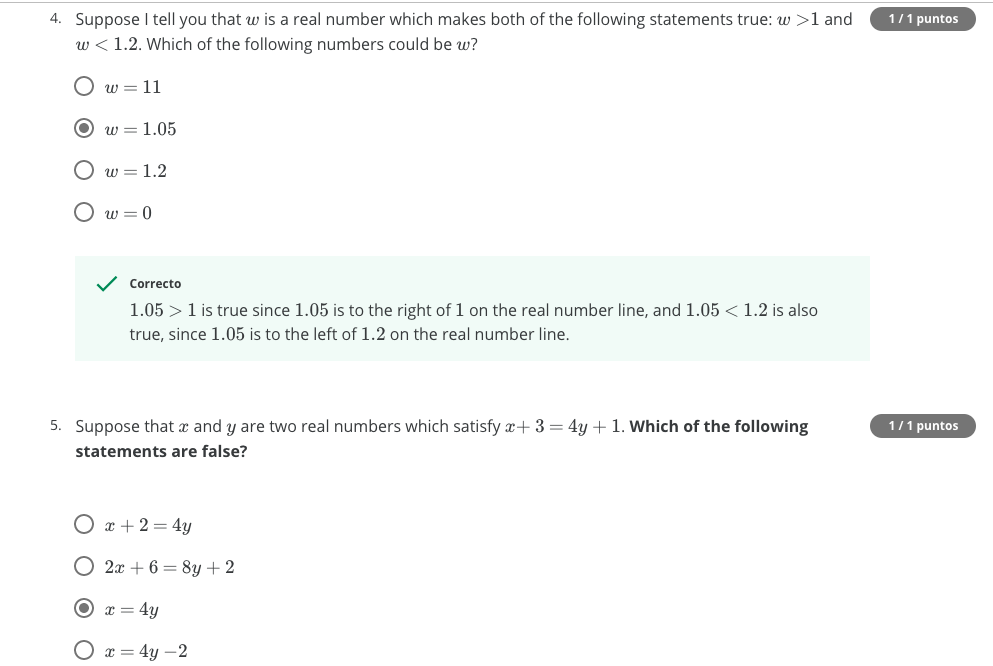 4. Suppose I tell you that w is a real number which makes both of the following statements true: w >1 and
1 / 1 puntos
w < 1.2. Which of the following numbers could be w?
w = 11
w = 1.05
w = 1.2
w = 0
Correcto
1.05 > 1 is true since 1.05 is to the right of 1 on the real number line, and 1.05 < 1.2 is also
true, since 1.05 is to the left of 1.2 on the real number line.
5. Suppose that x and y are two real numbers which satisfy x+ 3 = 4y + 1. Which of the following
1 / 1 puntos
statements are false?
x + 2 = 4y
2x + 6 = 8y + 2
x = 4y
x = 4y −2